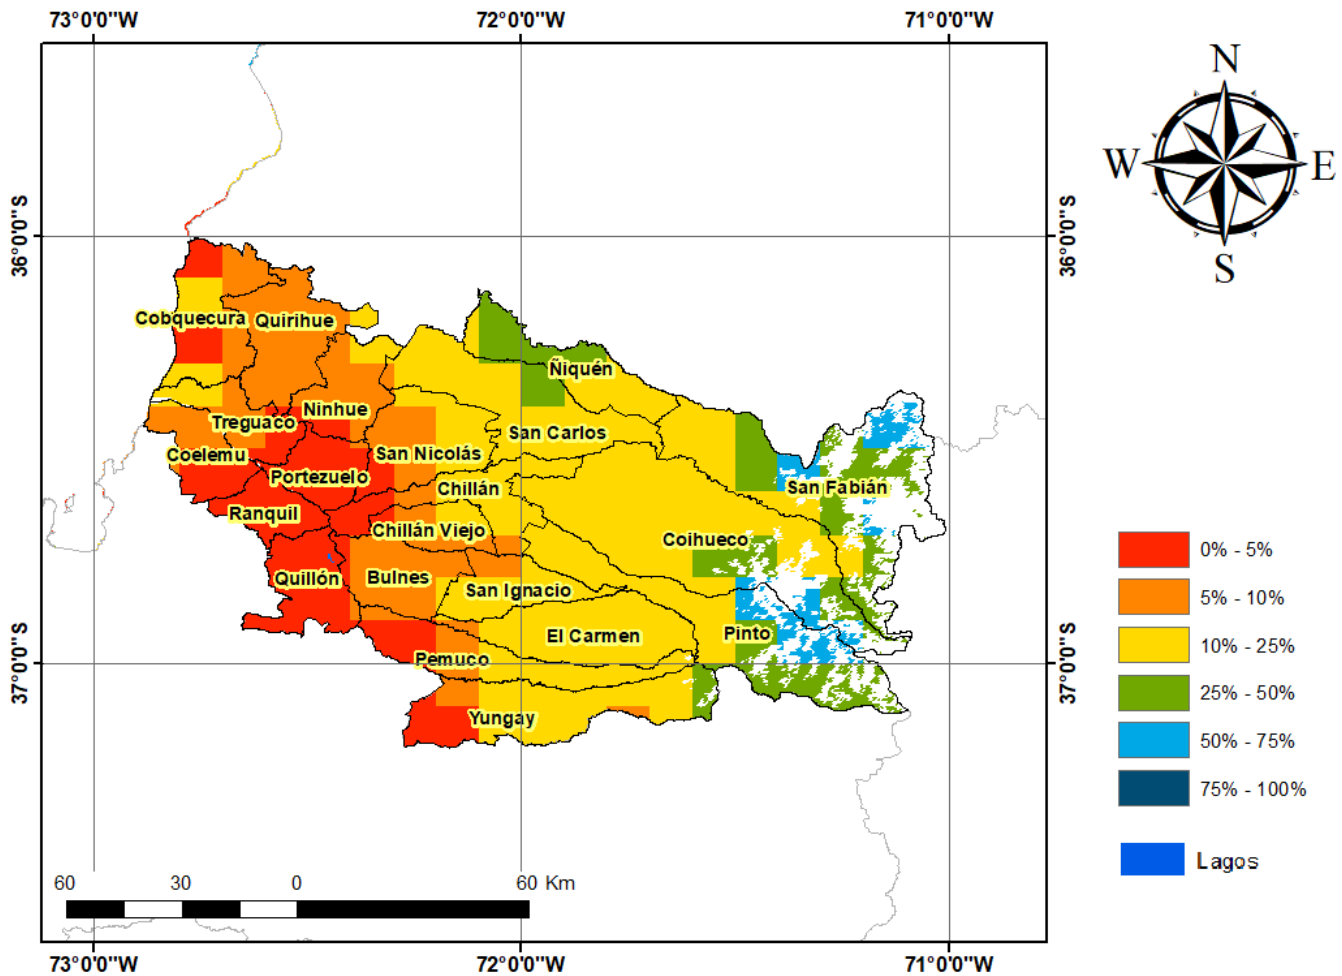 73°0'0"W 72°0'0"W 71°0'0"W
N
W E
S
36°0'0"S 36°0'0"S
Cobquecura Quirihue
Ñiquén
Ninhue
Treguaco
San Carlos
Coelemu San Nicolás
Portezuelo Chillán San Fabián
Ranquil
Chillán Viejo Coihueco
Quillón Bulnes
San Ignacio
El Carmen Pinto
Pemuco
37°0'0"S 37°0'0"S
Yungay
0% - 5%
5% - 10%
10% - 25%
25% - 50%
50% - 75%
75% - 100%
Lagos
60 30 0 60 Km
73°0'0"W 72°0'0"W 71°0'0"W